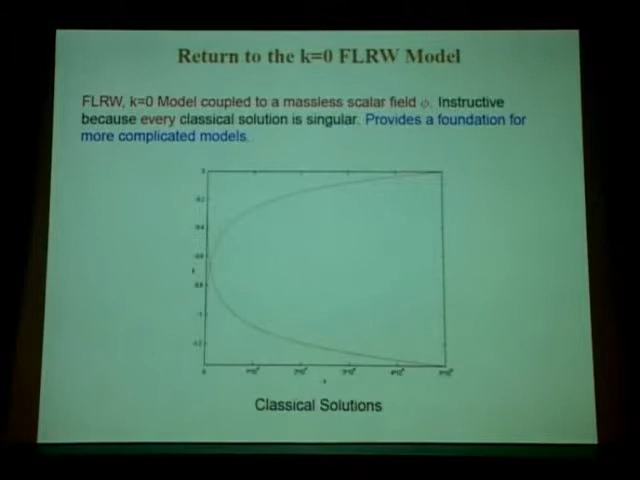 Return to the k=0 FLRW Model
FLRW, k=0 Model coupled to a massless scalar field ϕ. Instructive
because every classical solution is singular. Provides a foundation for
more complicated models.
Classical Solutions